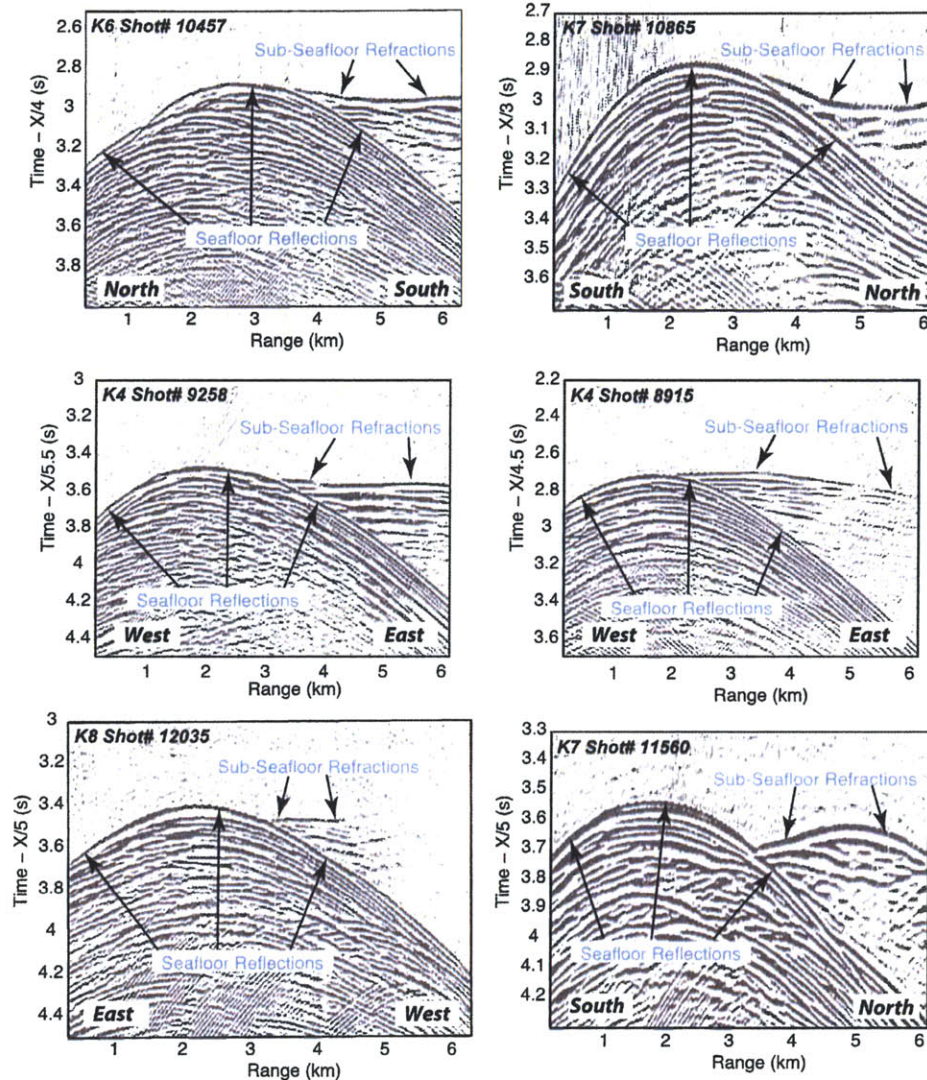 K6 Shot# 10457
Sub-Seafloor Refractions
Seafloor Reflections
North
South
Time – X/4 (s)
2.6
2.8
3
3.2
3.4
3.6
3.8
1 2 3 4 5 6
Range (km)
K7 Shot# 10865
Sub-Seafloor Refractions
Seafloor Reflections
South
North
Time – X/3 (s)
2.7
2.8
2.9
3.0
3.1
3.2
3.3
3.4
3.5
3.6
1 2 3 4 5 6
Range (km)
K4 Shot# 9258
Sub-Seafloor Refractions
Seafloor Reflections
West
East
Time – X/5.5 (s)
3
3.2
3.4
3.6
3.8
4
4.2
4.4
1 2 3 4 5 6
Range (km)
K4 Shot# 8915
Sub-Seafloor Refractions
Seafloor Reflections
West
East
Time – X/4.5 (s)
2.2
2.4
2.6
2.8
3
3.2
3.4
3.6
1 2 3 4 5 6
Range (km)
K8 Shot# 12035
Sub-Seafloor Refractions
Seafloor Reflections
East
West
Time – X/5 (s)
3
3.2
3.4
3.6
3.8
4
4.2
4.4
1 2 3 4 5 6
Range (km)
K7 Shot# 11560
Sub-Seafloor Refractions
Seafloor Reflections
South
North
Time – X/5 (s)
3.3
3.4
3.5
3.6
3.7
3.8
3.9
4
4.1
4.2
1 2 3 4 5 6
Range (km)